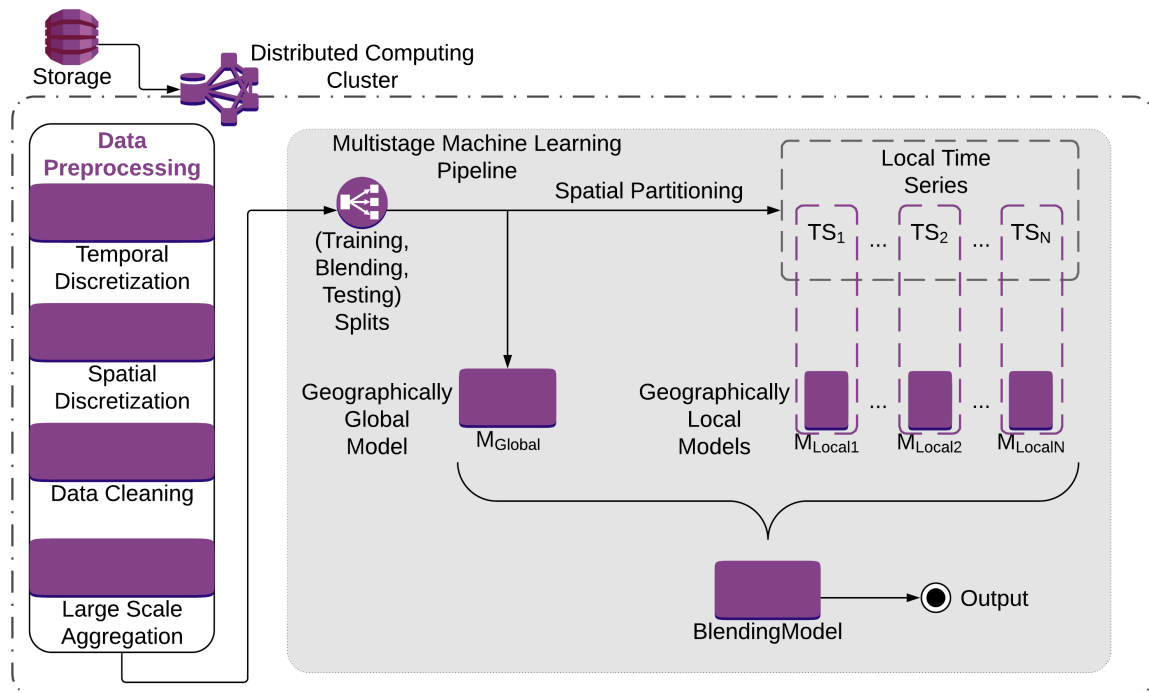 Storage
Distributed Computing
Cluster
Data
Preprocessing
Temporal
Discretization
Spatial
Discretization
Data Cleaning
Large Scale
Aggregation
Multistage Machine Learning
Pipeline
(Training,
Blending,
Testing)
Splits
Spatial Partitioning
Local Time
Series
TS1 ... TS2 ... TSN
Geographically
Global
Model
MGlobal
Geographically
Local
Models
... ...
MLocal1 MLocal2 MLocalN
BlendingModel
Output